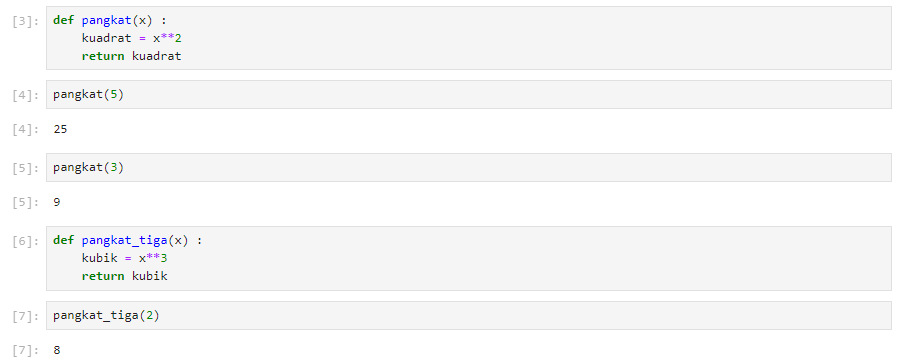 [3]: def pangkat(x) :
    kuadrat = x**2
    return kuadrat
[4]: pangkat(5)
[4]: 25
[5]: pangkat(3)
[5]: 9
[6]: def pangkat_tiga(x) :
    kubik = x**3
    return kubik
[7]: pangkat_tiga(2)
[7]: 8